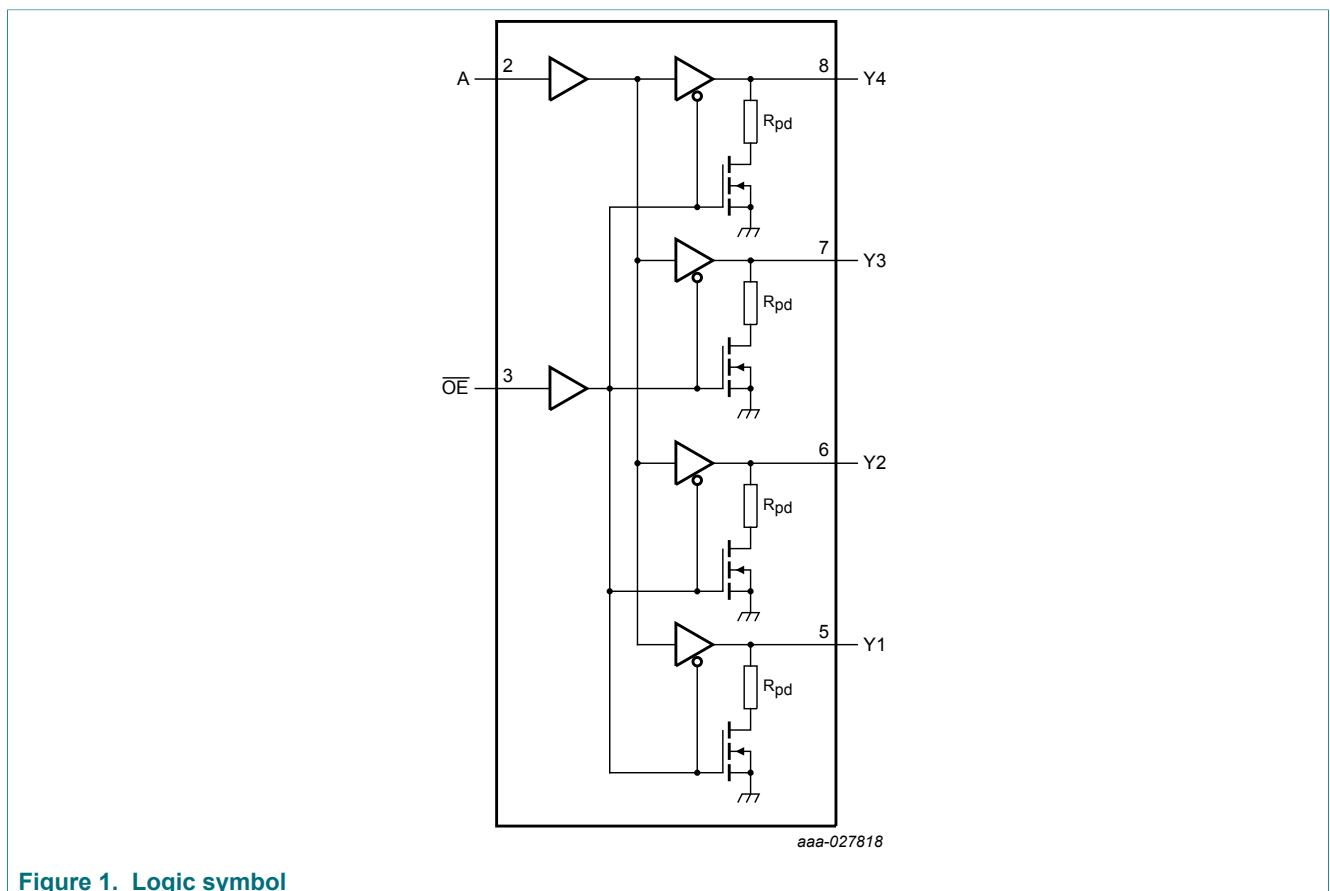 A 2 8 Y4
Rpd
7 Y3
Rpd
OE 3
6 Y2
Rpd
5 Y1
Rpd
aaa-027818
Figure 1. Logic symbol